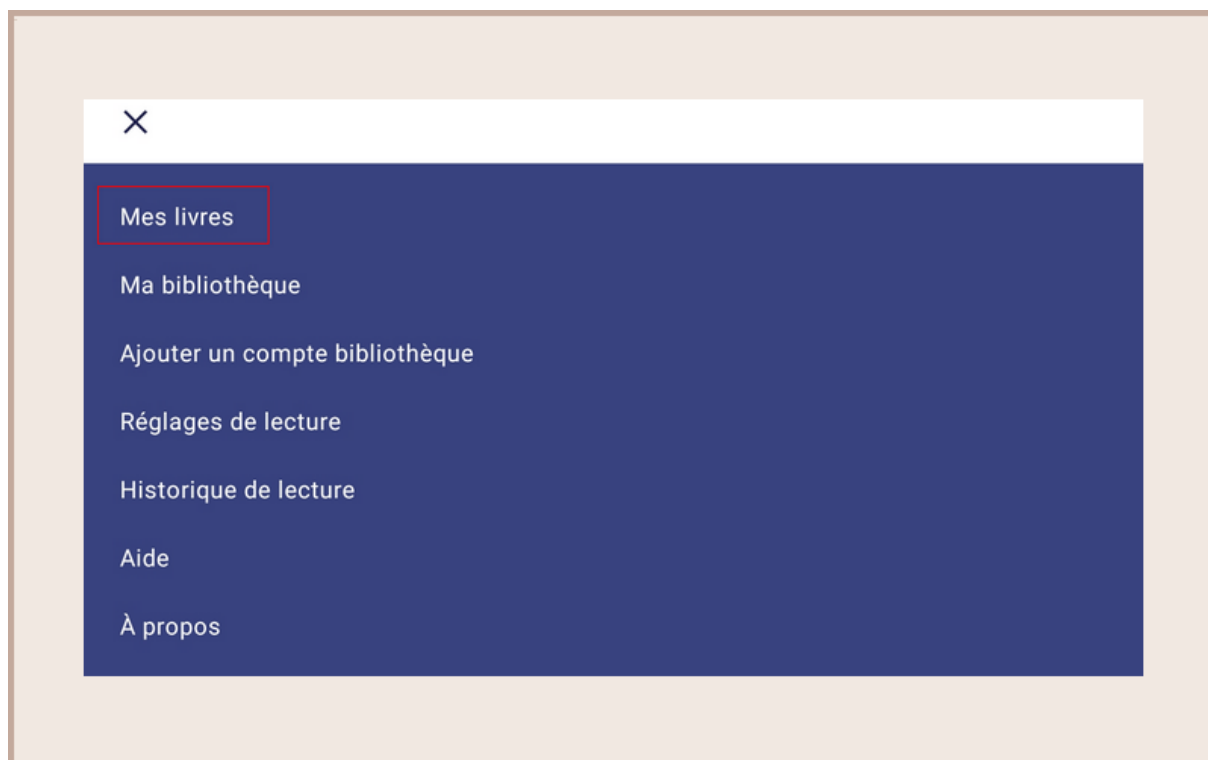 Mes livres
Ma bibliothèque
Ajouter un compte bibliothèque
Réglages de lecture
Historique de lecture
Aide
À propos